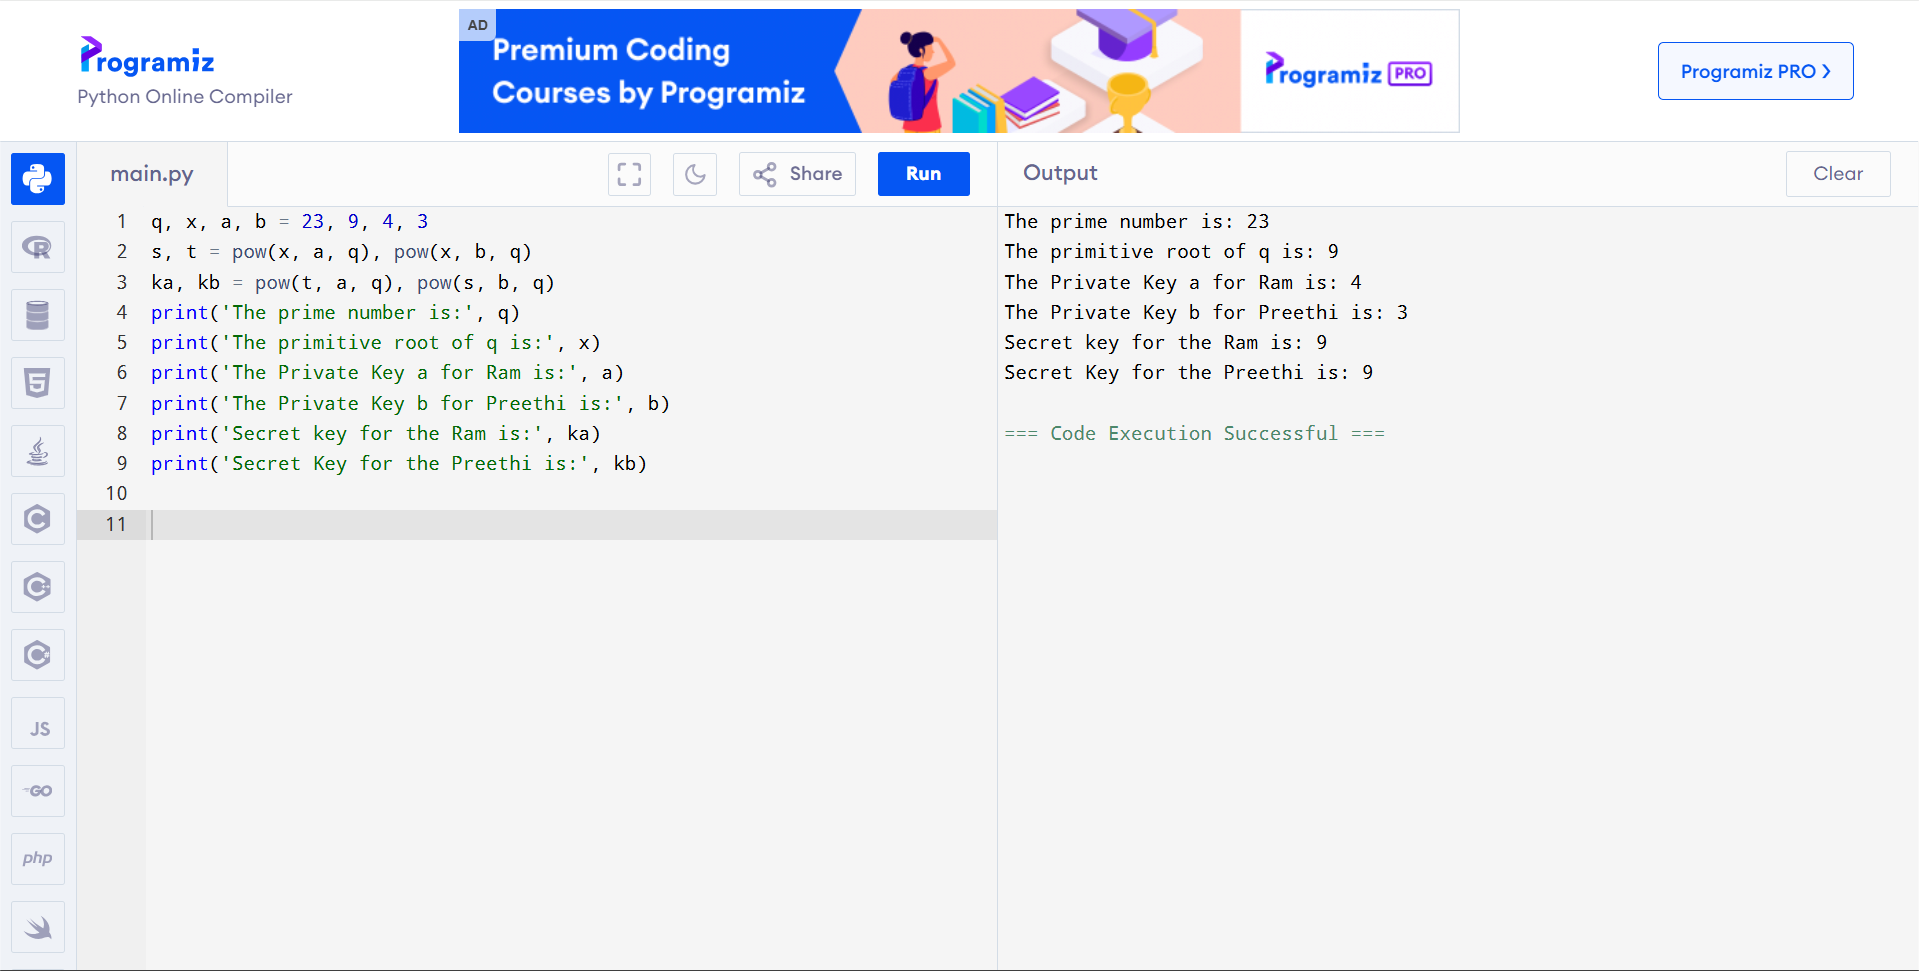 Programiz
Python Online Compiler
AD
Premium Coding
Courses by Programiz
Programiz PRO
Programiz PRO ❯
main.py
Share
Run
Output
Clear
1 q, x, a, b = 23, 9, 4, 3
2 s, t = pow(x, a, q), pow(x, b, q)
3 ka, kb = pow(t, a, q), pow(s, b, q)
4 print('The prime number is:', q)
5 print('The primitive root of q is:', x)
6 print('The Private Key a for Ram is:', a)
7 print('The Private Key b for Preethi is:', b)
8 print('Secret key for the Ram is:', ka)
9 print('Secret Key for the Preethi is:', kb)
10
11
The prime number is: 23
The primitive root of q is: 9
The Private Key a for Ram is: 4
The Private Key b for Preethi is: 3
Secret key for the Ram is: 9
Secret Key for the Preethi is: 9
=== Code Execution Successful ===
R
5
C
C++
C#
JS
GO
php